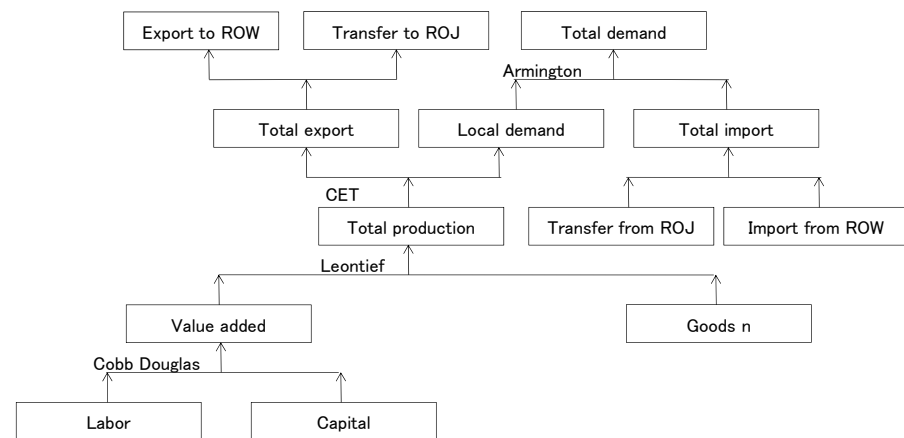 Export to ROW
Transfer to ROJ
Total demand
Armington
Total export
Local demand
Total import
CET
Total production
Transfer from ROJ
Import from ROW
Leontief
Value added
Goods n
Cobb Douglas
Labor
Capital